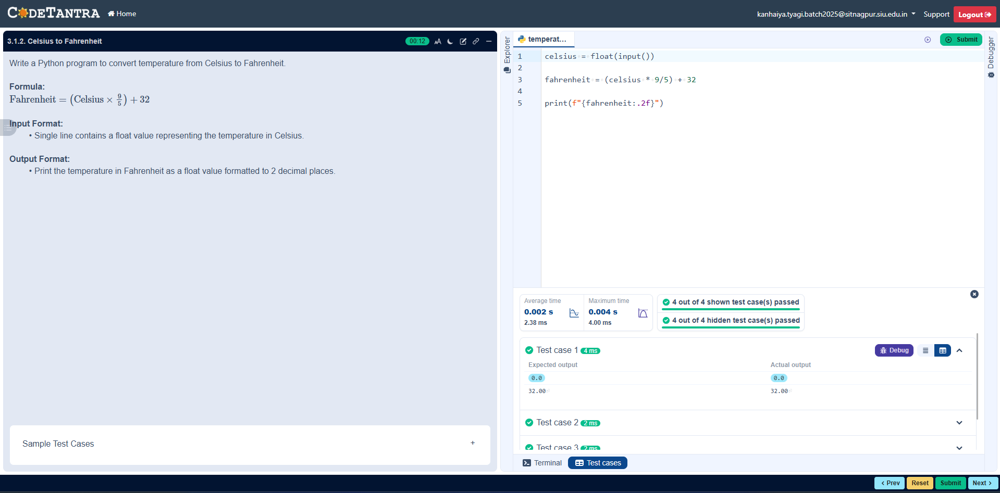 CODETANTRA
Home
kanhaiya.tyagi.batch2025@sitnagpur.siu.edu.in
Support
Logout
3.1.2. Celsius to Fahrenheit
00:12
Write a Python program to convert temperature from Celsius to Fahrenheit.
Formula:
Fahrenheit = (Celsius × 9/5) + 32
Input Format:
• Single line contains a float value representing the temperature in Celsius.
Output Format:
• Print the temperature in Fahrenheit as a float value formatted to 2 decimal places.
Sample Test Cases
+
Explorer
temperat...
Submit
Debugger
1 celsius = float(input())
2
3 fahrenheit = (celsius * 9/5) + 32
4
5 print(f"{fahrenheit:.2f}")
Average time
0.002 s
2.38 ms
Maximum time
0.004 s
4.00 ms
4 out of 4 shown test case(s) passed
4 out of 4 hidden test case(s) passed
Test case 1 4 ms
Debug
Expected output Actual output
0.0 0.0
32.00 32.00
Test case 2 2 ms
Test case 3 2 ms
Terminal
Test cases
< Prev
Reset
Submit
Next >